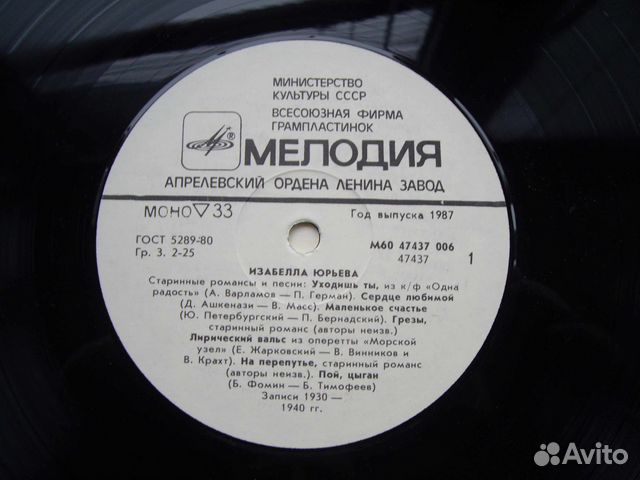 МИНИСТЕРСТВО
КУЛЬТУРЫ СССР
ВСЕСОЮЗНАЯ ФИРМА
ГРАМПЛАСТИНОК
®
МЕЛОДИЯ
АПРЕЛЕВСКИЙ ОРДЕНА ЛЕНИНА ЗАВОД
МОНО ▽ 33
Год выпуска 1987
ГОСТ 5289-80
Гр. 3. 2-25
М60 47437 006
47437
1
ИЗАБЕЛЛА ЮРЬЕВА
Старинные романсы и песни: Уходишь ты, из к/ф «Одна
радость» (А. Варламов — П. Герман). Сердце любимой
(Д. Ашкенази — В. Масс). Маленькое счастье
(Ю. Петербургский — П. Бернадский). Грезы,
старинный романс (авторы неизв.)
Лирический вальс из оперетты «Морской
узел» (Е. Жарковский — В. Винников и
В. Крахт). На перепутье, старинный романс
(авторы неизв.). Пой, цыган
(Б. Фомин — Б. Тимофеев)
Записи 1930 —
1940 гг.
Avito